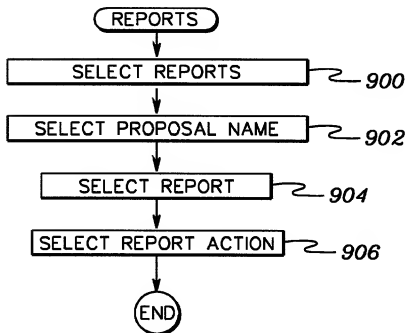 REPORTS
SELECT REPORTS 900
SELECT PROPOSAL NAME 902
SELECT REPORT 904
SELECT REPORT ACTION 906
END